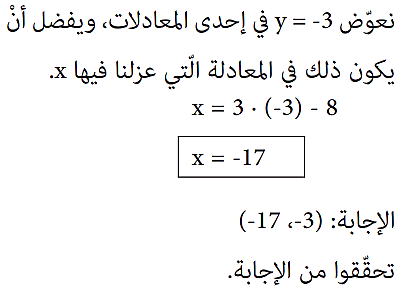 نعوّض y = -3 في إحدى المعادلات، ويفضل أنْ
يكون ذلك في المعادلة الّتي عزلنا فيها x.
x = 3 · (-3) - 8
x = -17
الإجابة: (-17 ،-3)
تحقّقوا من الإجابة.